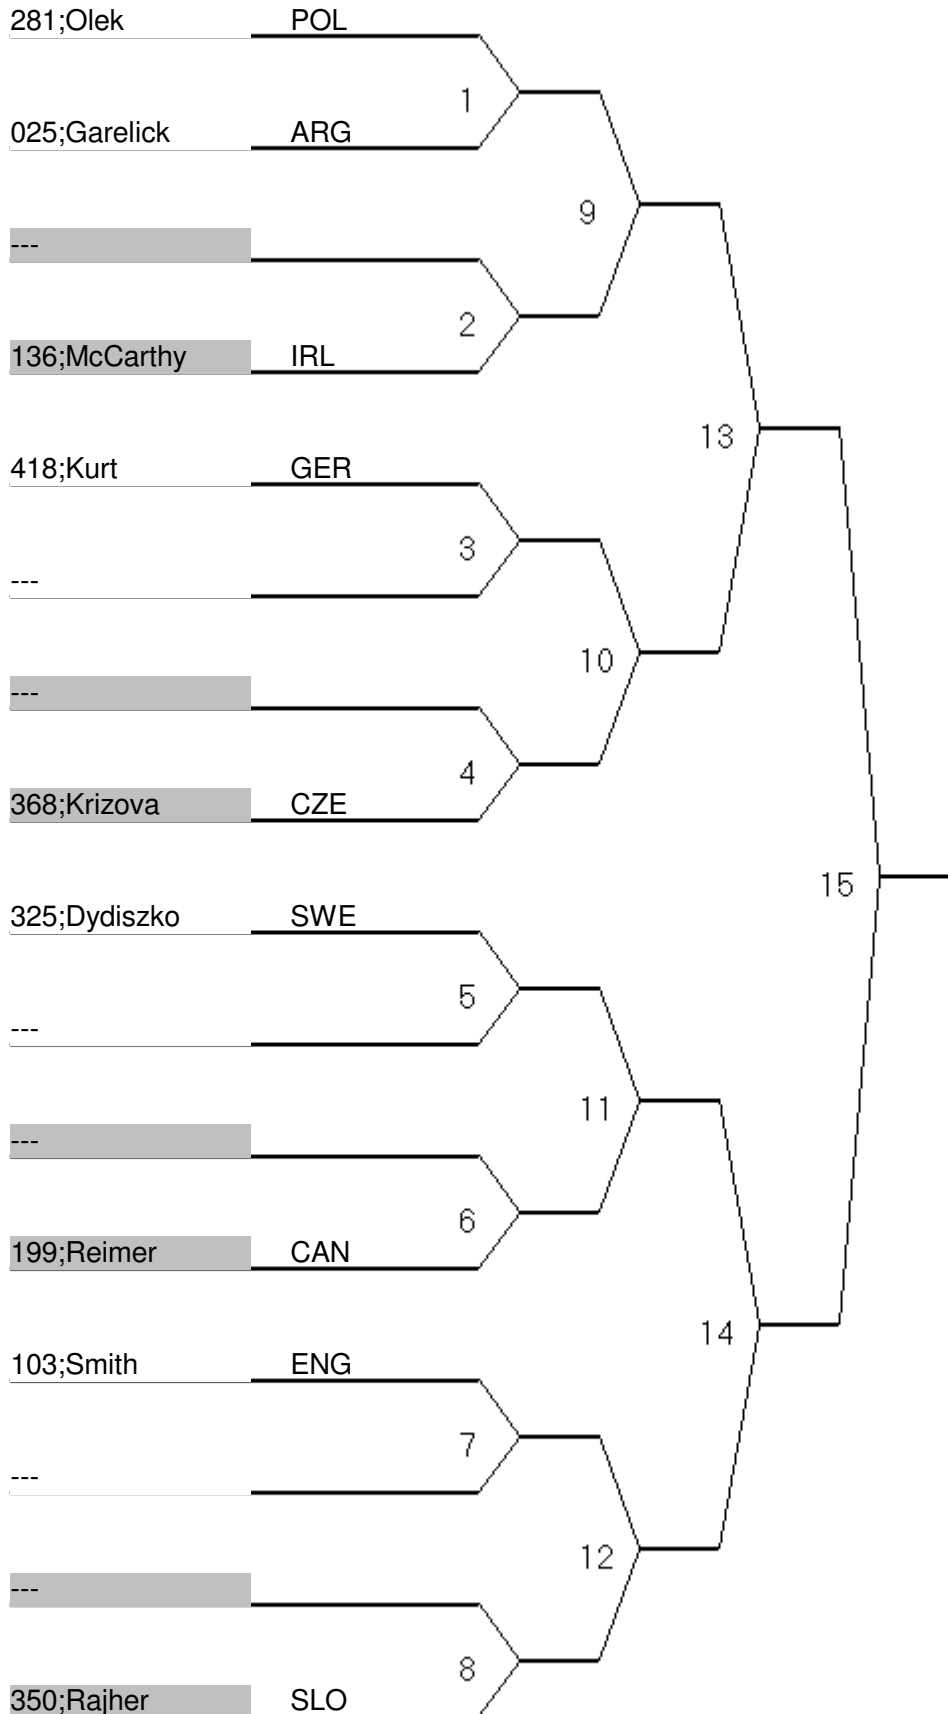 281;Olek POL
1
025;Garelick ARG
9
---
2
136;McCarthy IRL
13
418;Kurt GER
3
---
10
---
4
368;Krizova CZE
15
325;Dydiszko SWE
5
---
11
---
6
199;Reimer CAN
14
103;Smith ENG
7
---
12
---
8
350;Rajher SLO